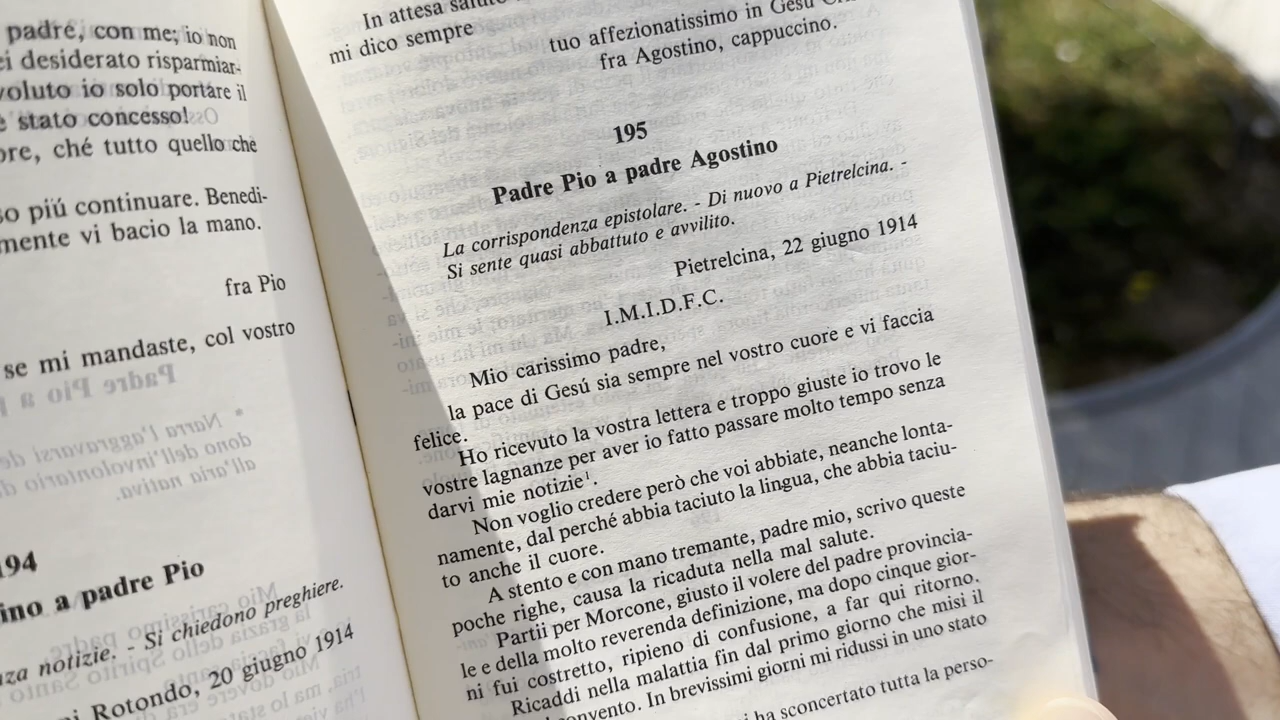 padre, con me; io non
ei desiderato risparmiar-
voluto io solo portare il
è stato concesso!
ore, ché tutto quello che
so piú continuare. Benedi-
mente vi bacio la mano.
fra Pio
se mi mandaste, col vostro
194
ino a padre Pio
nza notizie. - Si chiedono preghiere.
ni Rotondo, 20 giugno 1914
In attesa
mi dico sempre
tuo affezionatissimo in Gesú
fra Agostino, cappuccino.
195
Padre Pio a padre Agostino
La corrispondenza epistolare. - Di nuovo a Pietrelcina. -
Si sente quasi abbattuto e avvilito.
Pietrelcina, 22 giugno 1914
I.M.I.D.F.C.
Mio carissimo padre,
la pace di Gesú sia sempre nel vostro cuore e vi faccia
felice.
Ho ricevuto la vostra lettera e troppo giuste io trovo le
vostre lagnanze per aver io fatto passare molto tempo senza
darvi mie notizie¹.
Non voglio credere però che voi abbiate, neanche lonta-
namente, dal perché abbia taciuto la lingua, che abbia taciu-
to anche il cuore.
A stento e con mano tremante, padre mio, scrivo queste
poche righe, causa la ricaduta nella mal salute.
Partii per Morcone, giusto il volere del padre provincia-
le e della molto reverenda definizione, ma dopo cinque gior-
ni fui costretto, ripieno di confusione, a far qui ritorno.
Ricaddi nella malattia fin dal primo giorno che misi il
convento. In brevissimi giorni mi ridussi in uno stato
ha sconcertato tutta la perso-